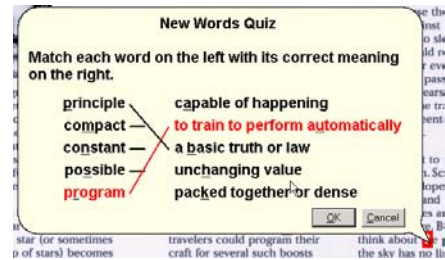 New Words Quiz
Match each word on the left with its correct meaning
on the right.
principle capable of happening
compact to train to perform automatically
constant a basic truth or law
possible unchanging value
program packed together or dense
OK Cancel
star (or sometimes travelers could program their think about
p of stars) becomes craft for several such boosts the sky has no